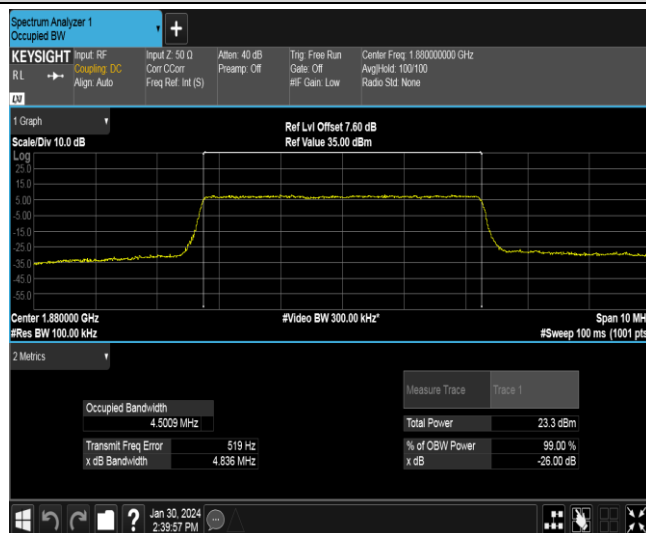 Spectrum Analyzer 1
Occupied BW
+
KEYSIGHT
RL
Input: RF
Coupling: DC
Align: Auto
Input Z: 50 Ω
Corr CCorr
Freq Ref: Int (S)
Atten: 40 dB
Preamp: Off
Trig: Free Run
Gate: Off
#IF Gain: Low
Center Freq: 1.880000000 GHz
Avg|Hold: 100/100
Radio Std: None
LXI
1 Graph
Scale/Div 10.0 dB
Ref Lvl Offset 7.60 dB
Ref Value 35.00 dBm
Log
25.0
15.0
5.00
-5.00
-15.0
-25.0
-35.0
-45.0
-55.0
Center 1.880000 GHz
#Res BW 100.00 kHz
#Video BW 300.00 kHz*
Span 10 MH
#Sweep 100 ms (1001 pts
2 Metrics
Measure Trace Trace 1
Occupied Bandwidth
4.5009 MHz
Total Power 23.3 dBm
Transmit Freq Error 519 Hz
% of OBW Power 99.00 %
x dB Bandwidth 4.836 MHz
x dB -26.00 dB
?
Jan 30, 2024
2:39:57 PM